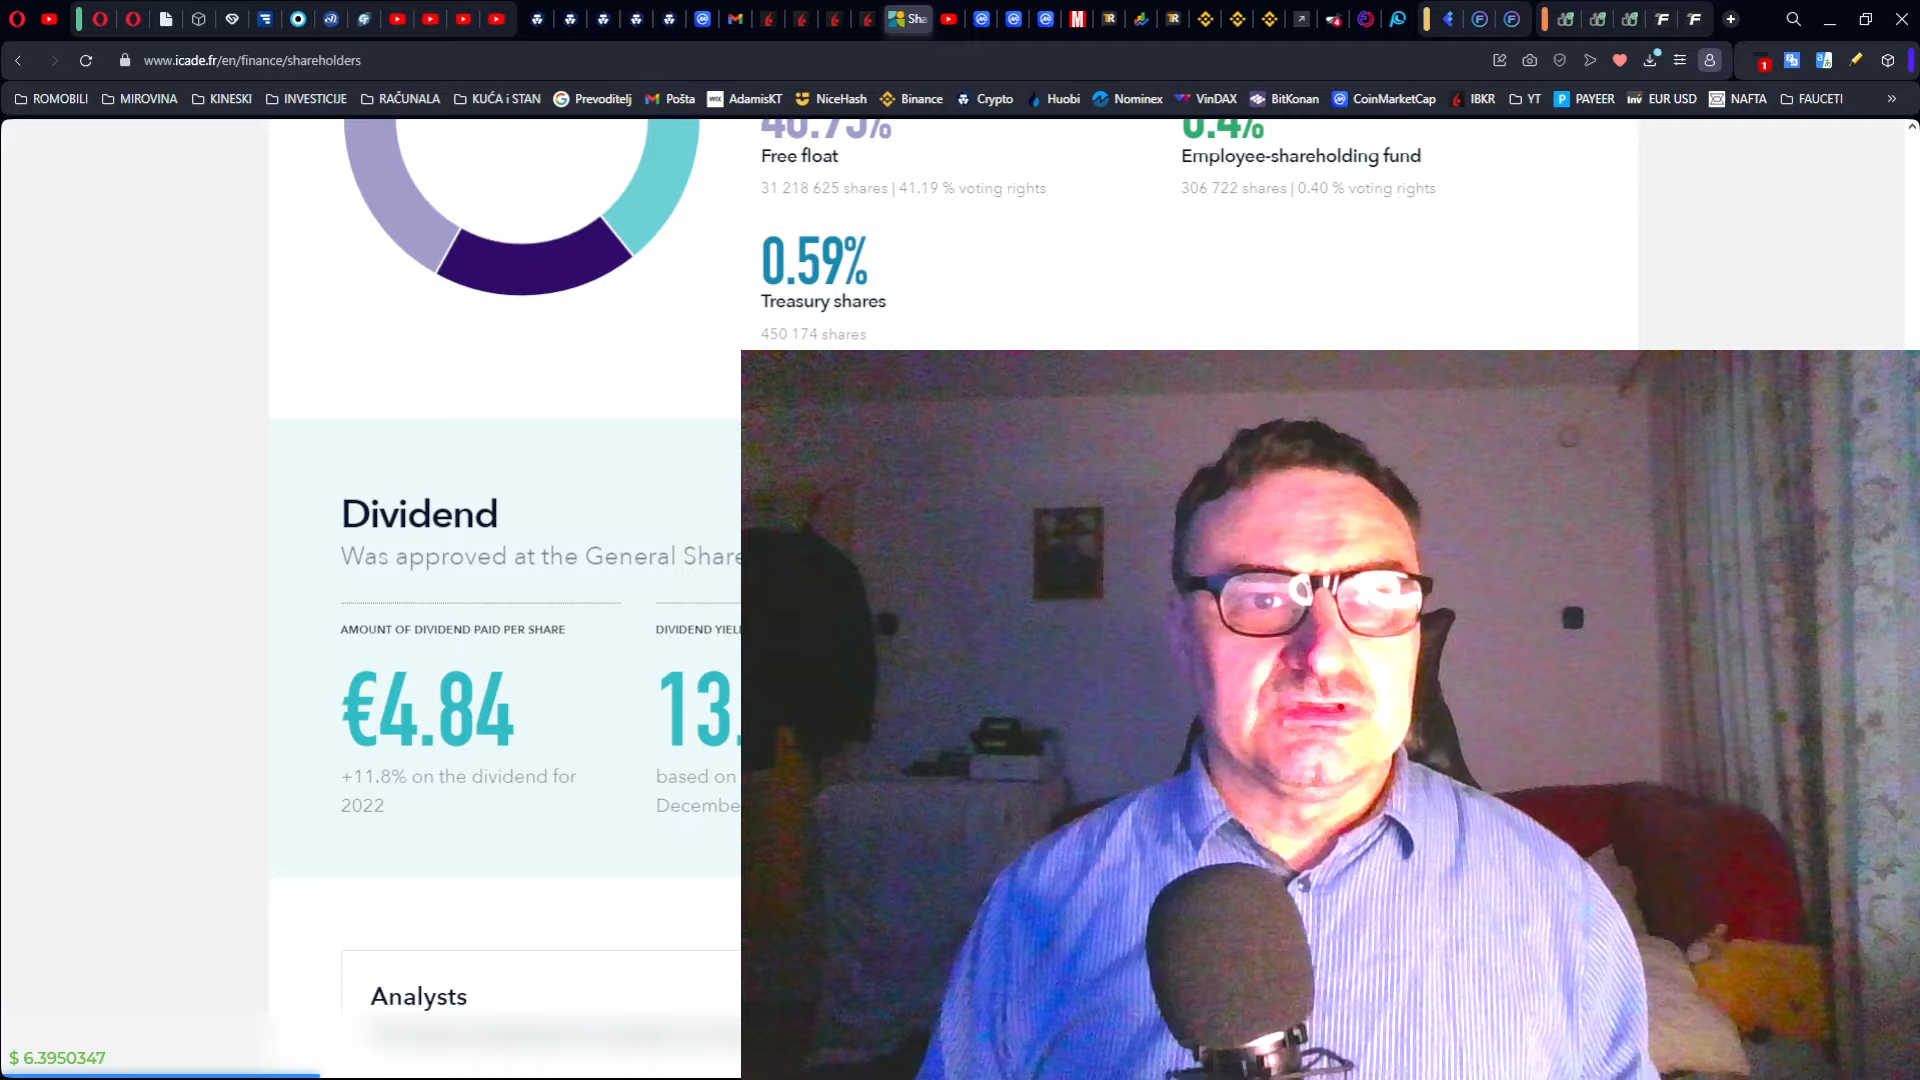 Sha
www.icade.fr/en/finance/shareholders
1
ROMOBILI MIROVINA KINESKI INVESTICIJE RAČUNALA KUĆA i STAN Prevoditelj Pošta AdamisKT NiceHash Binance Crypto Huobi Nominex VinDAX BitKonan CoinMarketCap IBKR YT PAYEER EUR USD NAFTA FAUCETI
Free float
31 218 625 shares | 41.19 % voting rights
Employee-shareholding fund
306 722 shares | 0.40 % voting rights
0.59%
Treasury shares
450 174 shares
Dividend
Was approved at the General Share
AMOUNT OF DIVIDEND PAID PER SHARE
€4.84
+11.8% on the dividend for
2022
DIVIDEND YIEL
13.
based on
Decembe
Analysts
$ 6.3950347